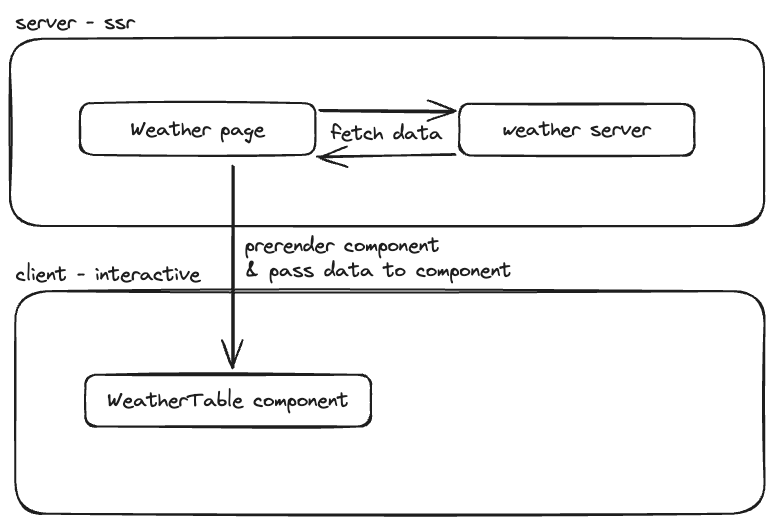 server - ssr
Weather page
fetch data
weather server
prerender component
& pass data to component
client - interactive
WeatherTable component